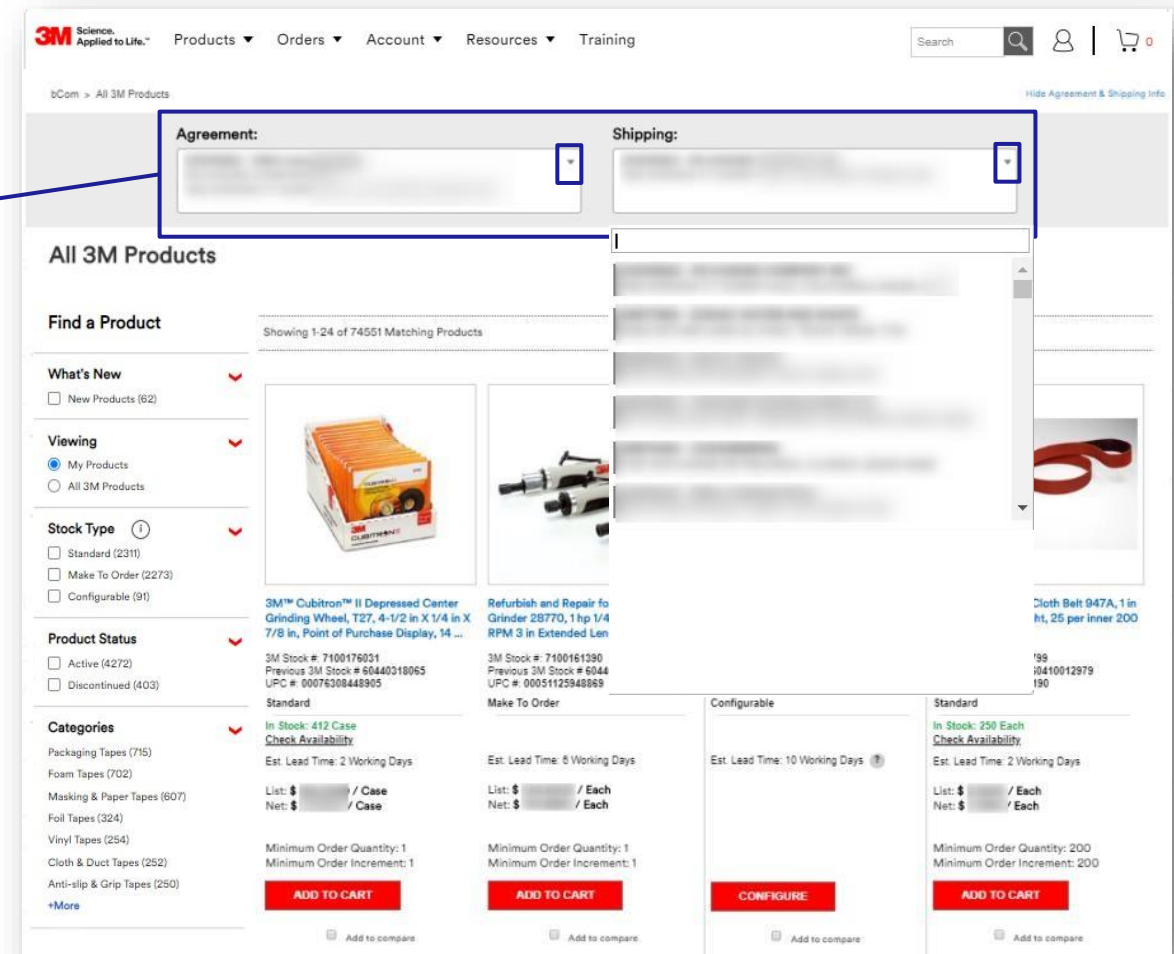 3M Science.
Applied to Life.™
Products ▼ Orders ▼ Account ▼ Resources ▼ Training
Search
0
bCom > All 3M Products
Hide Agreement & Shipping Info
Agreement:
Shipping:
All 3M Products
Find a Product
Showing 1-24 of 74551 Matching Products
What's New
New Products (62)
Viewing
My Products
All 3M Products
Stock Type i
Standard (2311)
Make To Order (2273)
Configurable (91)
Product Status
Active (4272)
Discontinued (403)
Categories
Packaging Tapes (715)
Foam Tapes (702)
Masking & Paper Tapes (607)
Foil Tapes (324)
Vinyl Tapes (254)
Cloth & Duct Tapes (252)
Anti-slip & Grip Tapes (250)
+More
3M
CUBITRON II
3M™ Cubitron™ II Depressed Center
Grinding Wheel, T27, 4-1/2 in X 1/4 in X
7/8 in, Point of Purchase Display, 14 ...
3M Stock #: 7100176031
Previous 3M Stock # 60440318065
UPC #: 00076308448905
Standard
In Stock: 412 Case
Check Availability
Est. Lead Time: 2 Working Days
List: $ / Case
Net: $ / Case
Minimum Order Quantity: 1
Minimum Order Increment: 1
ADD TO CART
Add to compare
Refurbish and Repair fo
Grinder 28770, 1 hp 1/4
RPM 3 in Extended Len
3M Stock #: 7100161390
Previous 3M Stock # 6044
UPC #: 00051125948869
Make To Order
Est. Lead Time: 6 Working Days
List: $ / Each
Net: $ / Each
Minimum Order Quantity: 1
Minimum Order Increment: 1
ADD TO CART
Add to compare
Configurable
Est. Lead Time: 10 Working Days ?
CONFIGURE
Add to compare
Cloth Belt 947A, 1 in
ht, 25 per inner 200
799
60410012979
190
Standard
In Stock: 250 Each
Check Availability
Est. Lead Time: 2 Working Days
List: $ / Each
Net: $ / Each
Minimum Order Quantity: 200
Minimum Order Increment: 200
ADD TO CART
Add to compare